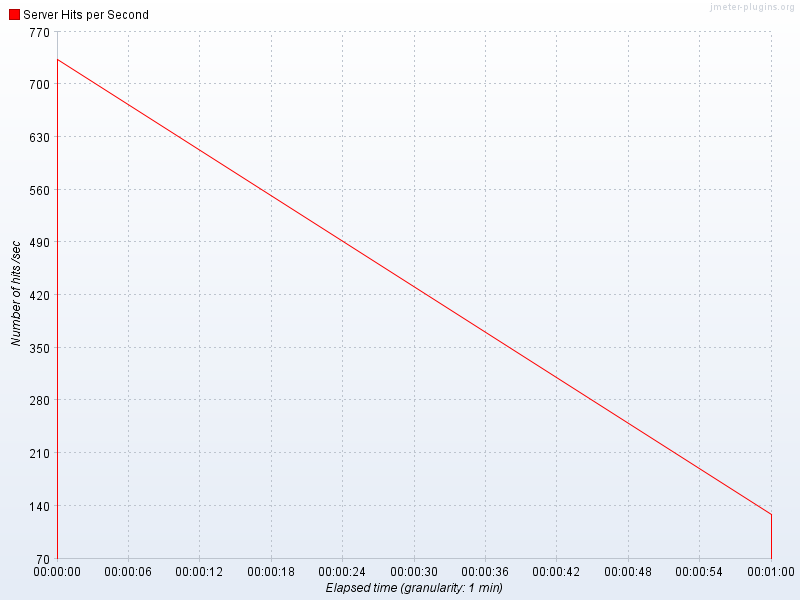 jmeter-plugins.org
Server Hits per Second
770
700
630
560
490
420
350
280
210
140
70
Number of hits /sec
00:00:00 00:00:06 00:00:12 00:00:18 00:00:24 00:00:30 00:00:36 00:00:42 00:00:48 00:00:54 00:01:00
Elapsed time (granularity: 1 min)